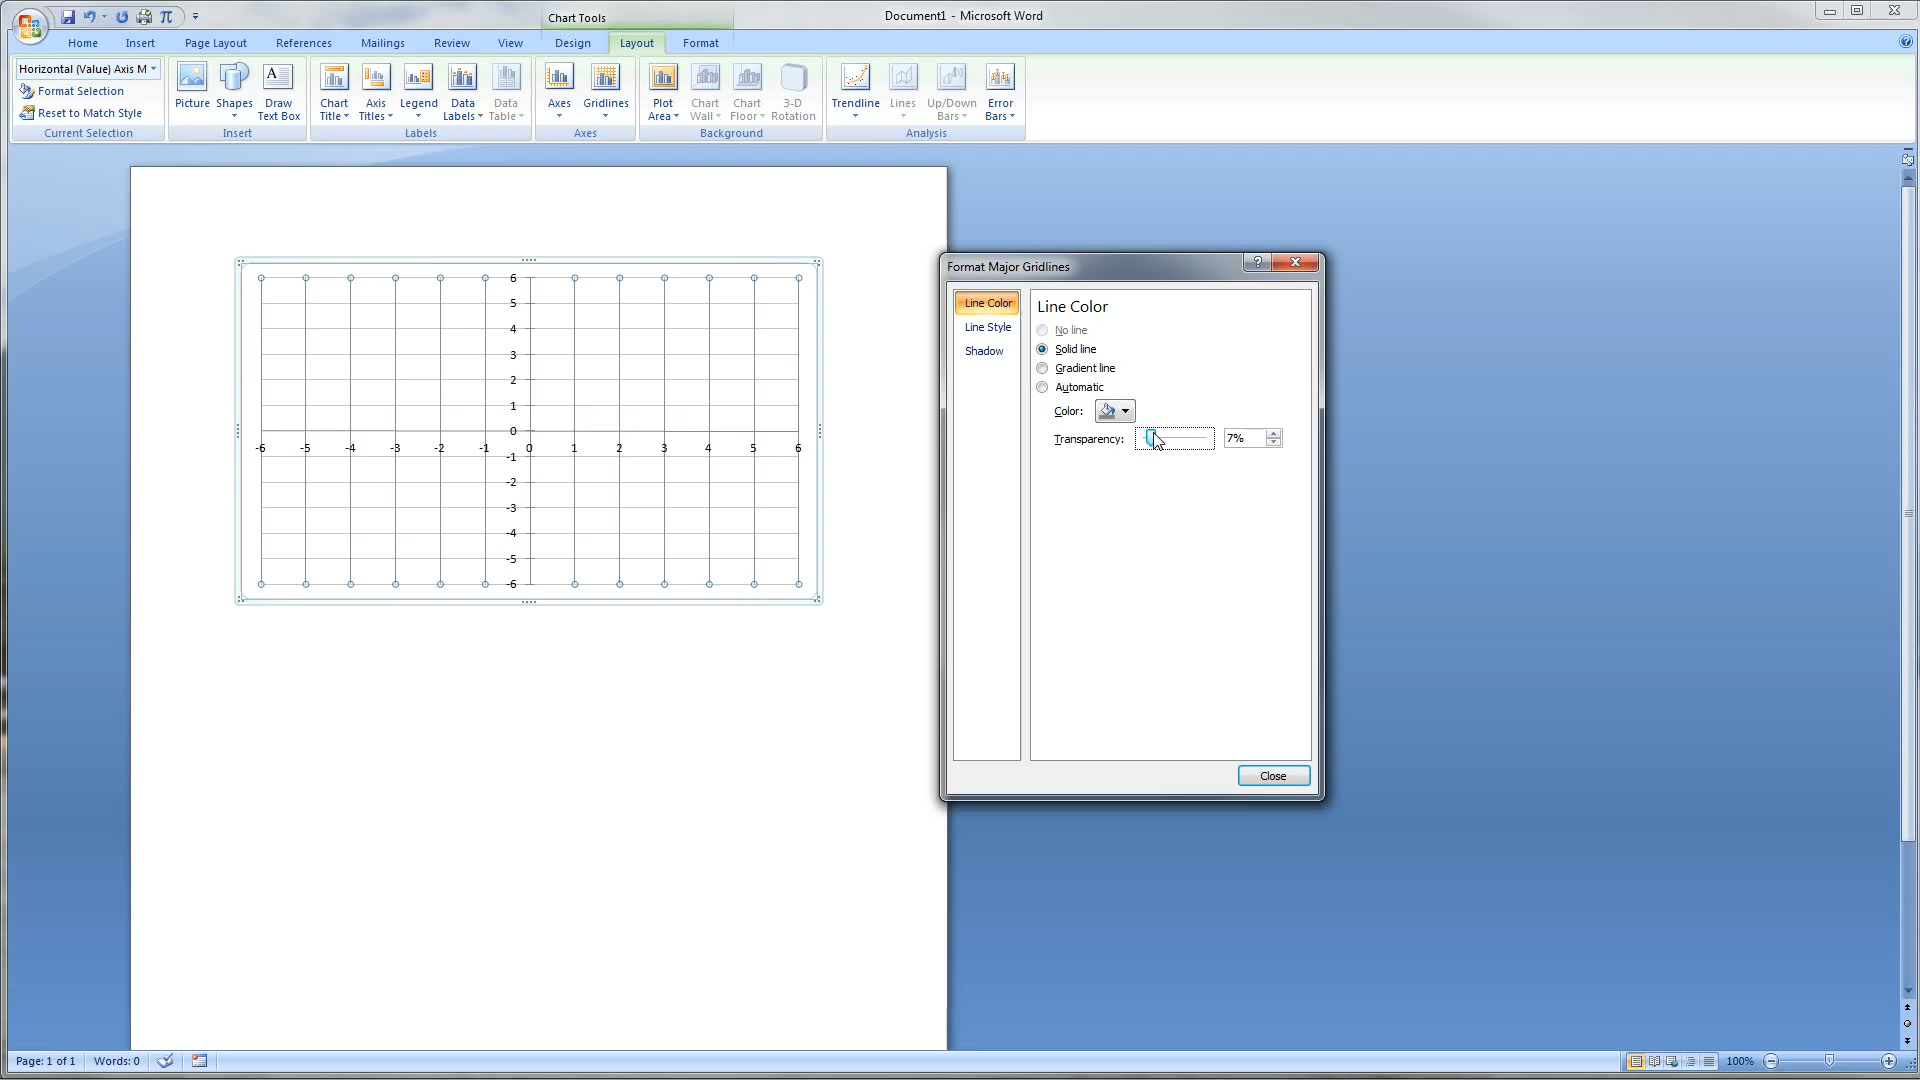 Chart Tools
Document1 - Microsoft Word
Home Insert Page Layout References Mailings Review View Design Layout Format
Horizontal (Value) Axis M
Format Selection
Reset to Match Style
Current Selection
Picture Shapes Draw Text Box
Insert
Chart Title Axis Titles Legend Data Labels Data Table
Labels
Axes Gridlines
Axes
Plot Area Chart Wall Chart Floor 3-D Rotation
Background
Trendline Lines Up/Down Bars Error Bars
Analysis
6
5
4
3
2
1
0
-6 -5 -4 -3 -2 -1 0 1 2 3 4 5 6
-1
-2
-3
-4
-5
-6
Format Major Gridlines
Line Color
Line Style
Shadow
Line Color
No line
Solid line
Gradient line
Automatic
Color:
Transparency: 7%
Close
Page: 1 of 1 Words: 0 100%